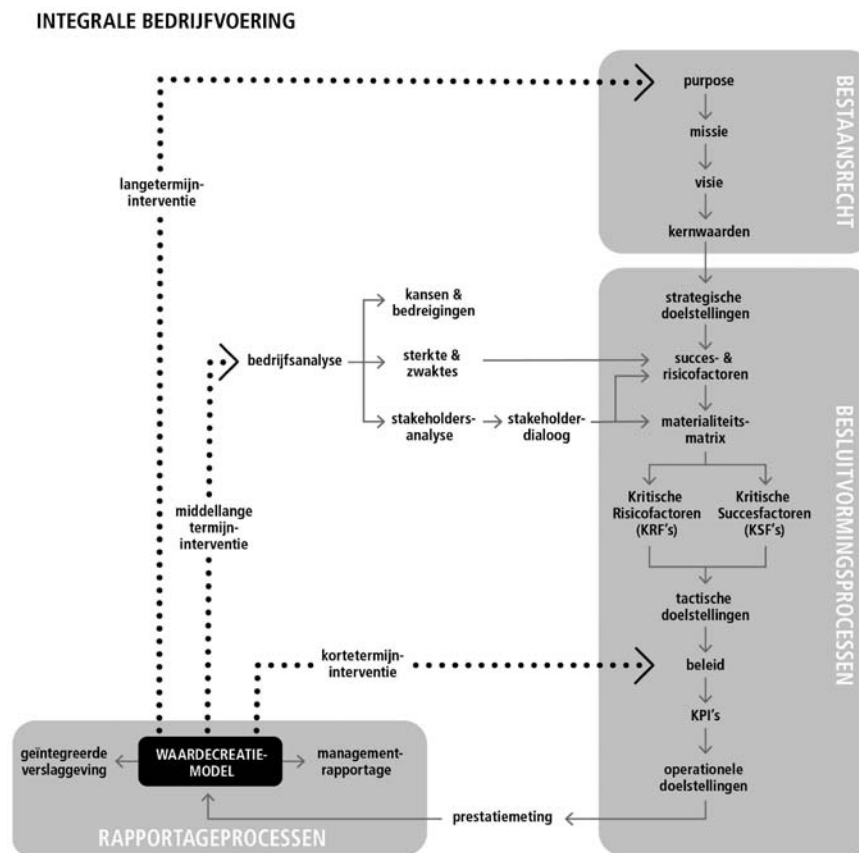 INTEGRALE BEDRIJFVOERING
purpose
missie
visie
kernwaarden
BESTAANSRECHT
langetermijn-
interventie
strategische
doelstellingen
kansen &
bedreigingen
bedrijfsanalyse
sterkte &
zwaktes
succes- &
risicofactoren
stakeholders-
analyse
stakeholder-
dialoog
materialiteits-
matrix
middellange
termijn-
interventie
Kritische
Risicofactoren
(KRF's)
Kritische
Succesfactoren
(KSF's)
tactische
doelstellingen
kortetermijn-
interventie
beleid
KPI's
operationele
doelstellingen
BESLUITVORMINGSPROCESSEN
geïntegreerde
verslaggeving
WAARDECREATIE-
MODEL
management-
rapportage
prestatiemeting
RAPPORTAGEPROCESSEN